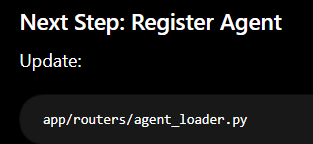 Next Step: Register Agent
Update:
app/routers/agent_loader.py